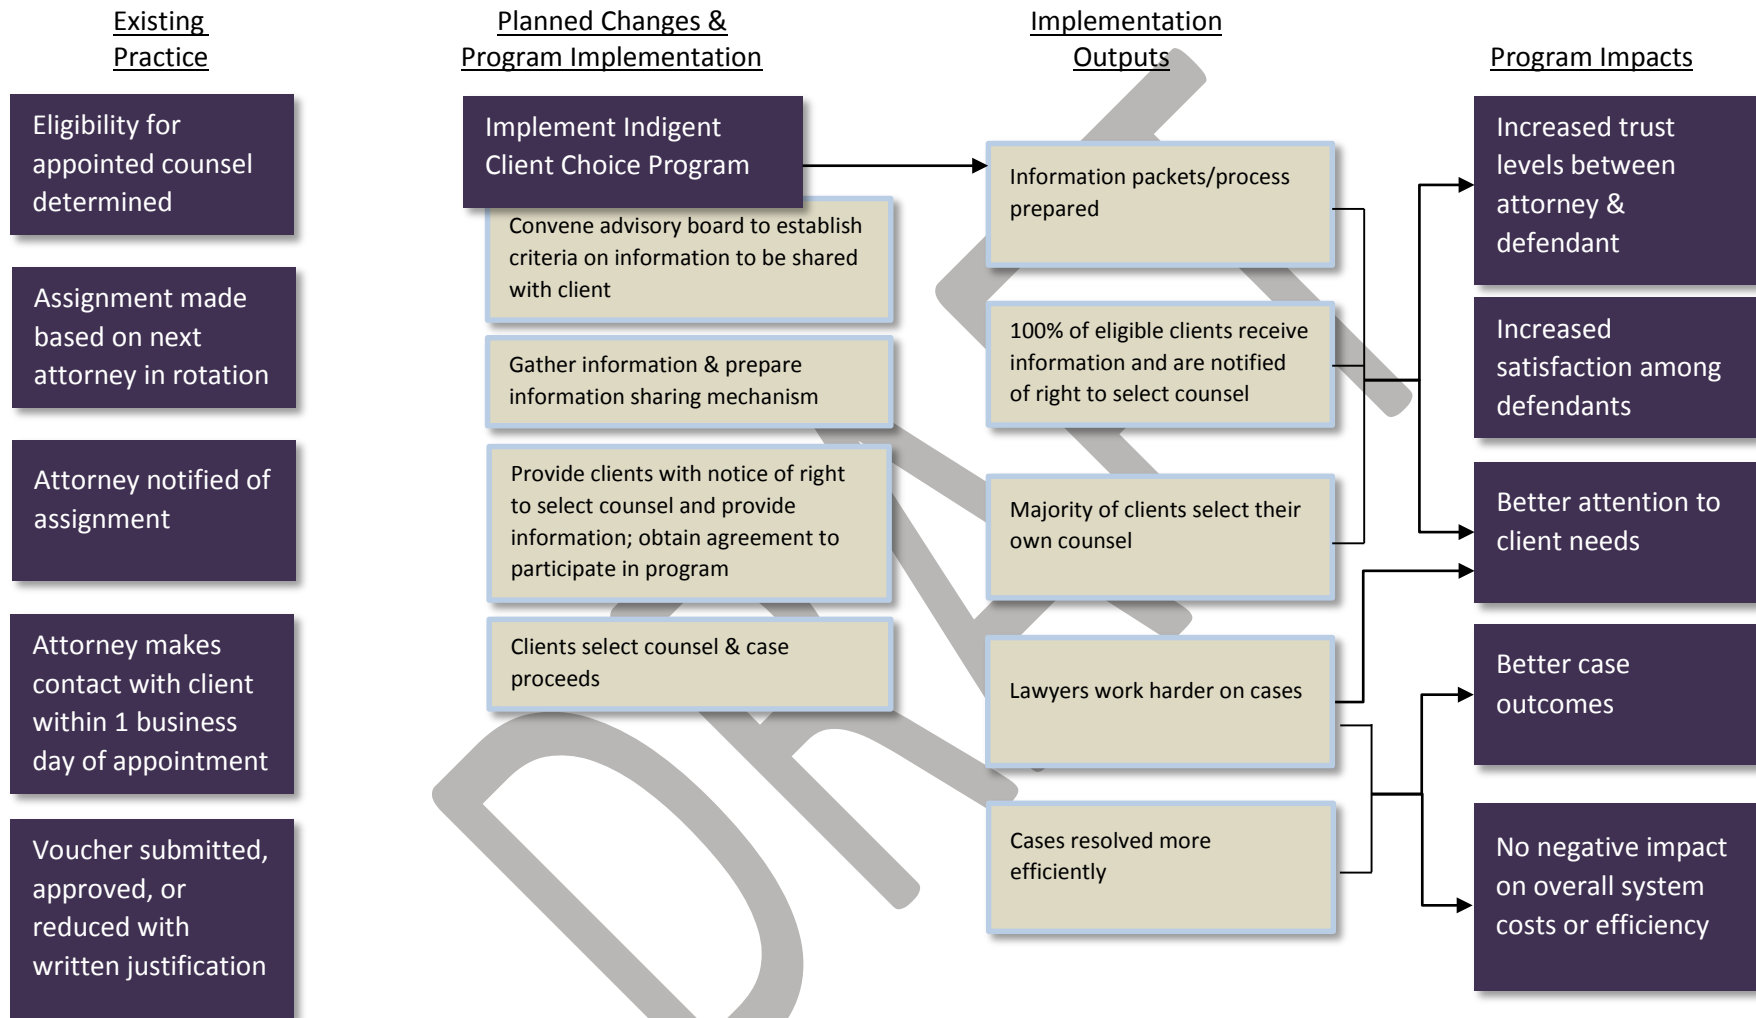 Existing
Practice
Planned Changes &
Program Implementation
Implementation
Outputs
Program Impacts
Eligibility for
appointed counsel
determined
Assignment made
based on next
attorney in rotation
Attorney notified of
assignment
Attorney makes
contact with client
within 1 business
day of appointment
Voucher submitted,
approved, or
reduced with
written justification
Implement Indigent
Client Choice Program
Convene advisory board to establish
criteria on information to be shared
with client
Gather information & prepare
information sharing mechanism
Provide clients with notice of right
to select counsel and provide
information; obtain agreement to
participate in program
Clients select counsel & case
proceeds
Information packets/process
prepared
100% of eligible clients receive
information and are notified
of right to select counsel
Majority of clients select their
own counsel
Lawyers work harder on cases
Cases resolved more
efficiently
Increased trust
levels between
attorney &
defendant
Increased
satisfaction among
defendants
Better attention to
client needs
Better case
outcomes
No negative impact
on overall system
costs or efficiency
DRAFT